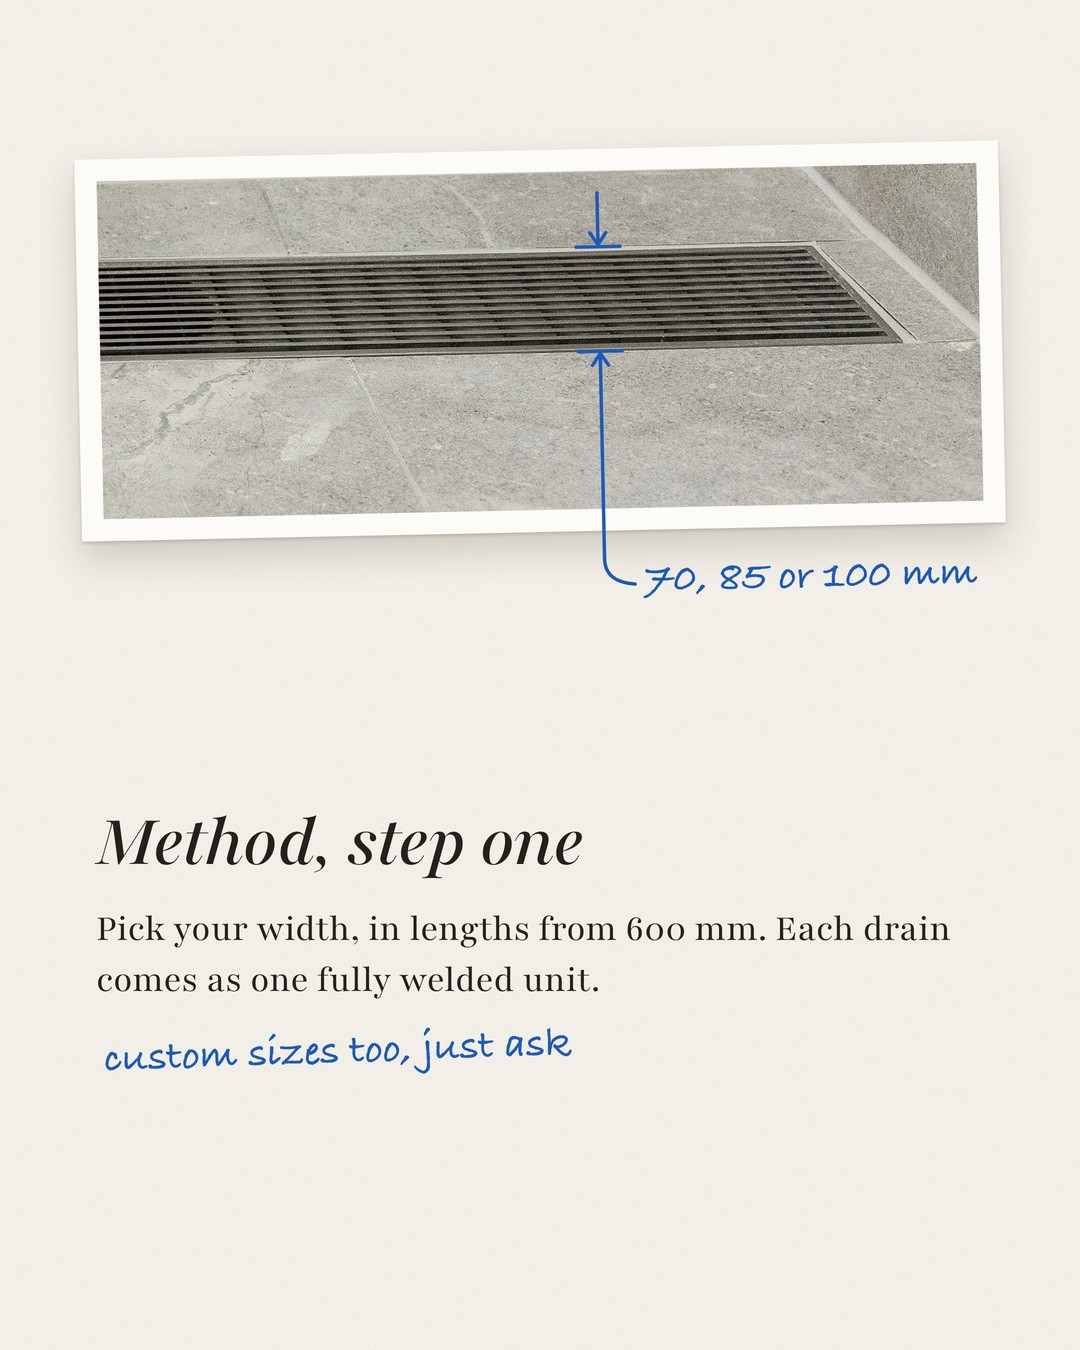 70, 85 or 100 mm
Method, step one
Pick your width, in lengths from 600 mm. Each drain
comes as one fully welded unit.
custom sizes too, just ask